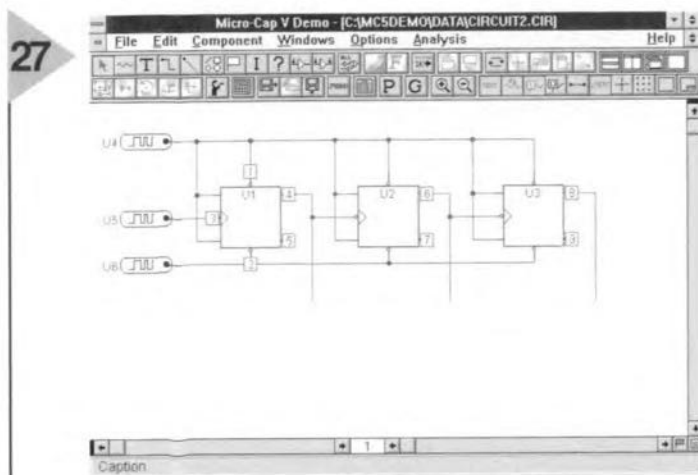 27
Micro-Cap V Demo - [C:\MC5DEMO\DATA\CIRCUIT2.CIR]
File Edit Component Windows Options Analysis Help
T I ?
F
P G
U4
1
U1 4 U2 6 U3 8
U5 3
5 7 9
U6 2
1
Caption